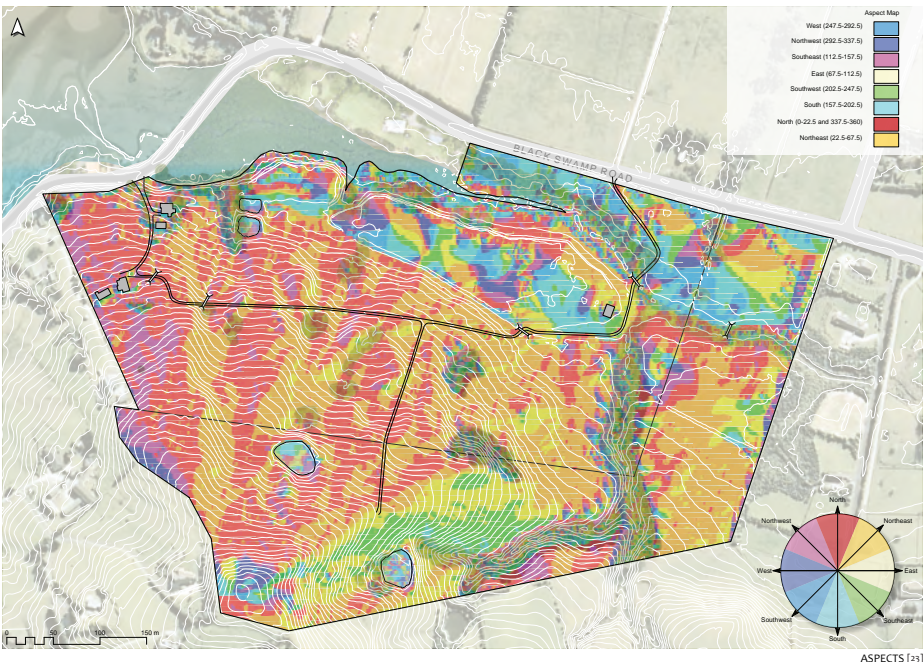 Aspect Map
West (247.5-292.5)
Northwest (292.5-337.5)
Southeast (112.5-157.5)
East (67.5-112.5)
Southwest (202.5-247.5)
South (157.5-202.5)
North (0-22.5 and 337.5-360)
Northeast (22.5-67.5)
BLACK SWAMP ROAD
North
Northwest
Northeast
West
East
Southwest
Southeast
South
0 50 100 150 m
ASPECTS [23]